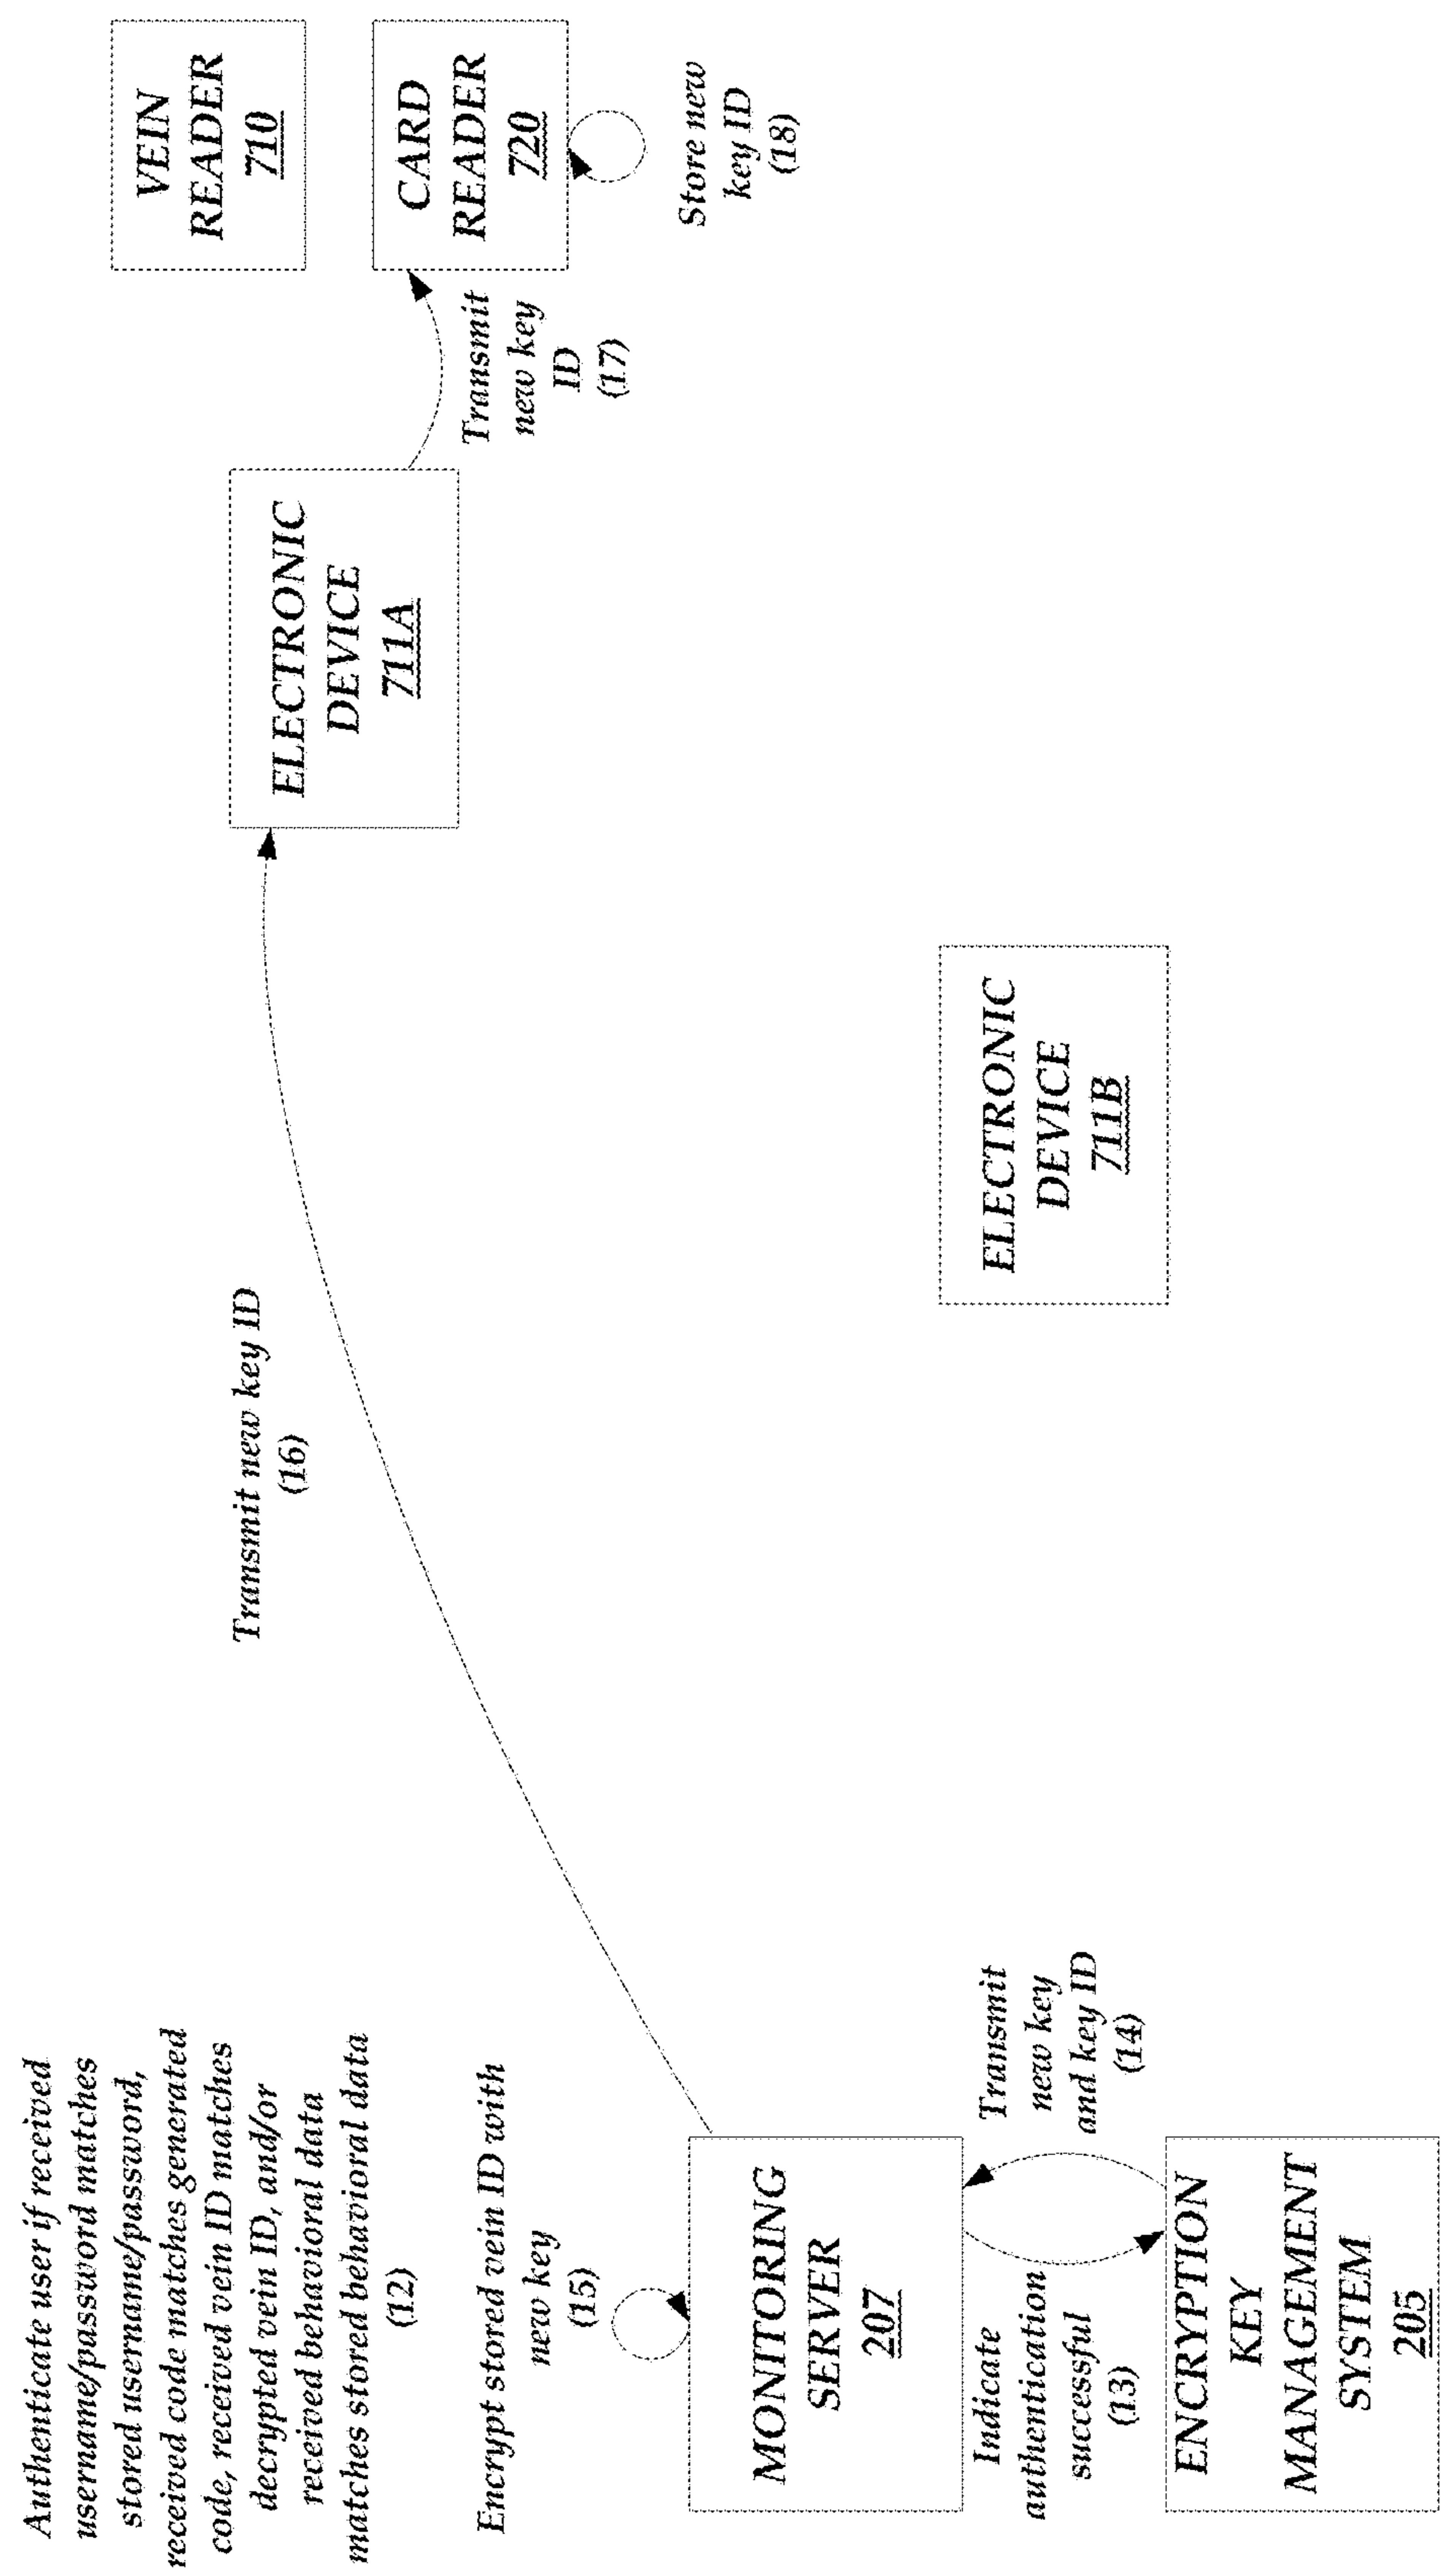 Authenticate user if received
username/password matches
stored username/password,
received code matches generated
code, received vein ID matches
decrypted vein ID, and/or
received behavioral data
matches stored behavioral data
(12)
Encrypt stored vein ID with
new key
(15)
MONITORING
SERVER
207
Indicate
authentication
successful
(13)
Transmit
new key
and key ID
(14)
ENCRYPTION
KEY
MANAGEMENT
SYSTEM
205
Transmit new key ID
(16)
ELECTRONIC
DEVICE
711A
ELECTRONIC
DEVICE
711B
Transmit
new key
ID
(17)
VEIN
READER
710
CARD
READER
720
Store new
key ID
(18)